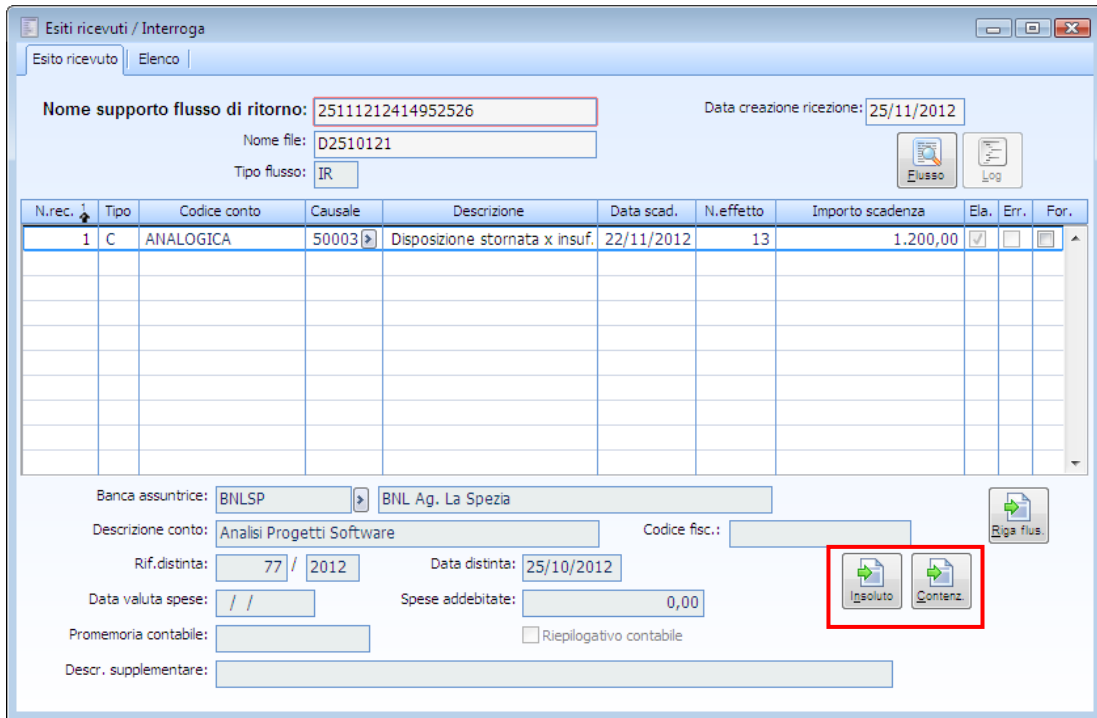 Esiti ricevuti / Interroga
Esito ricevuto Elenco
Nome supporto flusso di ritorno: 25111212414952526 Data creazione ricezione: 25/11/2012
Nome file: D2510121
Tipo flusso: IR Flusso Log
N.rec. 1 Tipo Codice conto Causale Descrizione Data scad. N.effetto Importo scadenza Ela. Err. For.
1 C ANALOGICA 50003 Disposizione stornata x insuf. 22/11/2012 13 1.200,00
Banca assuntrice: BNLSP BNL Ag. La Spezia
Descrizione conto: Analisi Progetti Software Codice fisc.: Riga flus.
Rif.distinta: 77 / 2012 Data distinta: 25/10/2012
Data valuta spese: / / Spese addebitate: 0,00 Insoluto Contenz.
Promemoria contabile: Riepilogativo contabile
Descr. supplementare: